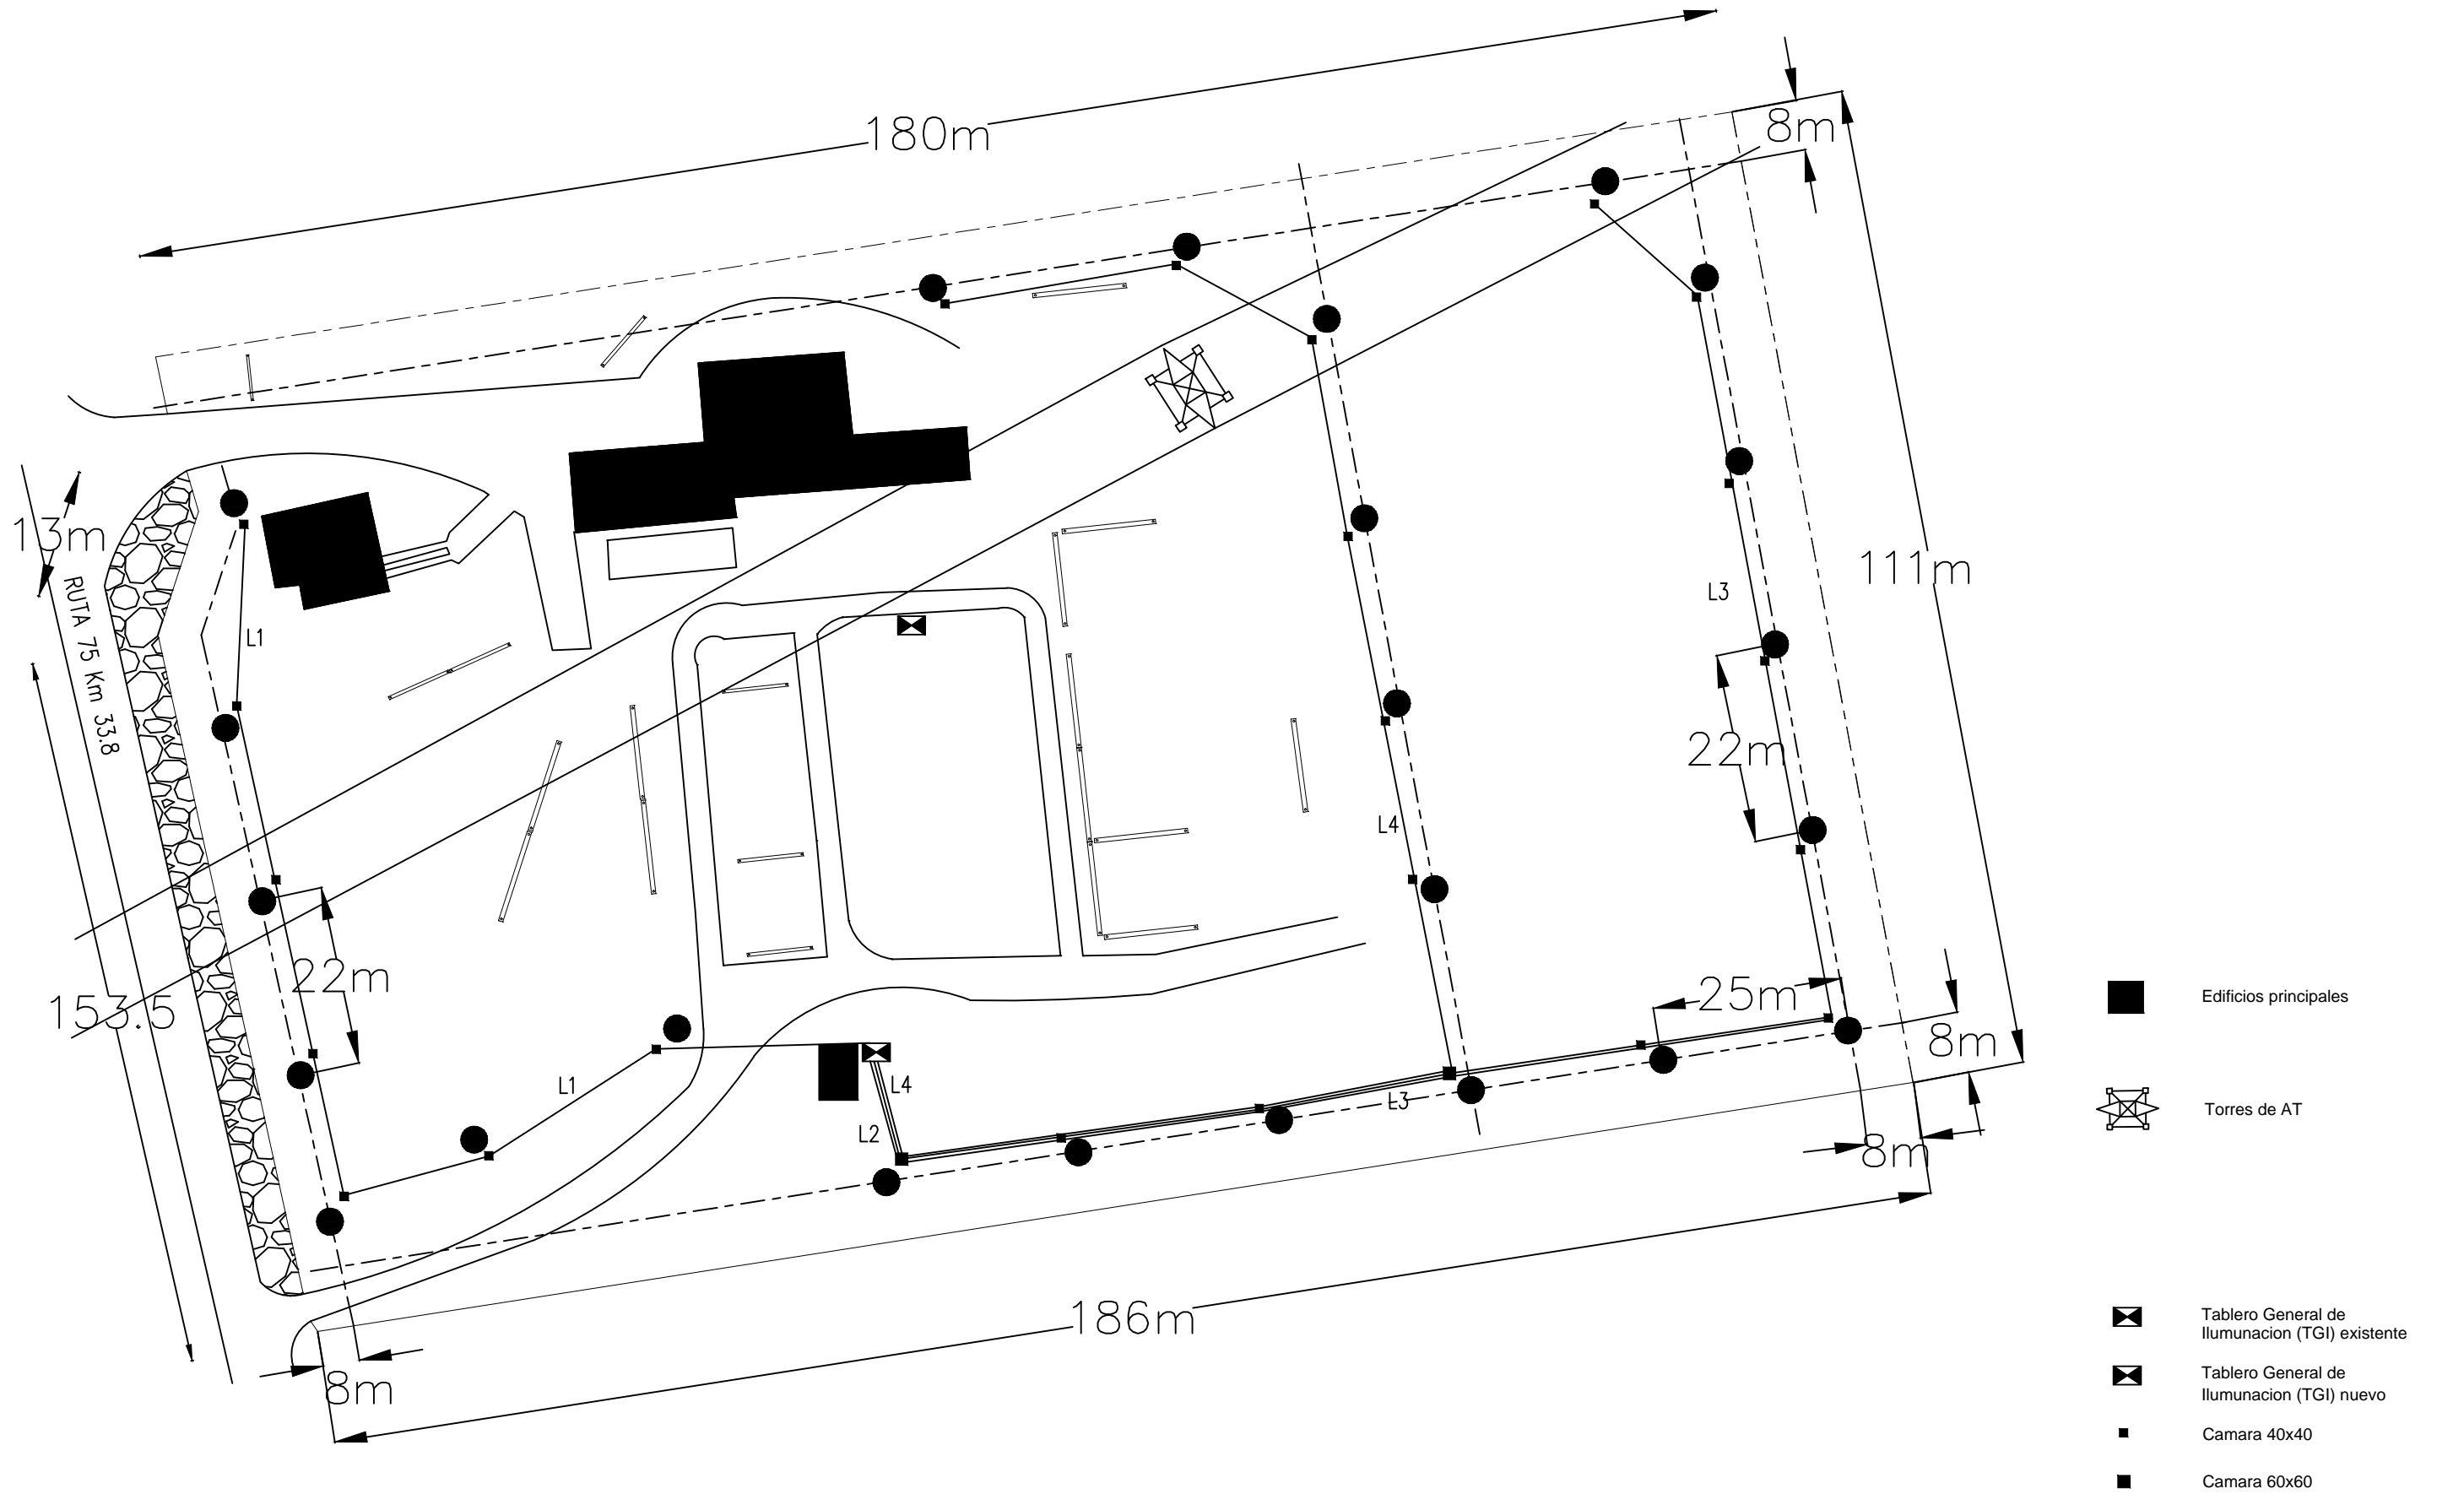 180m
8m
13m
RUTA 75 Km 33.8
L1
L3
111m
22m
L4
22m
153.5
25m
8m
L1
L4
L3
L2
8m
186m
8m
Edificios principales
Torres de AT
Tablero General de
Ilumunacion (TGI) existente
Tablero General de
Ilumunacion (TGI) nuevo
Camara 40x40
Camara 60x60